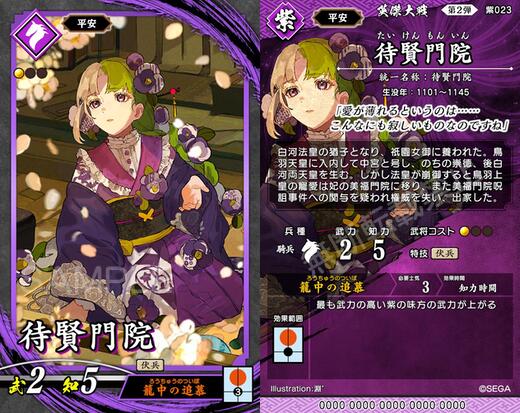 平安
待賢門院
伏兵
武2 知5
ろうちゅうのついぼ
籠中の追慕
3
紫
平安
英傑大戦
第2弾
紫023
たいけんもんいん
待賢門院
統一名称：待賢門院
生没年：1101～1145
「愛が薄れるというのは……
こんなにも寂しいものなのですね」
白河法皇の猶子となり、祇園女御に養われた。鳥
羽天皇に入内して中宮と号し、のちの崇徳、後白
河両天皇を生む。しかし法皇が崩御すると鳥羽上
皇の寵愛は妃の美福門院に移り、また美福門院呪
詛事件への関与を疑われ権威を失い、出家した。
兵種 武力 知力 武将コスト
騎兵 2 5
特技 伏兵
ろうちゅうのついぼ 必要士気 効果時間
籠中の追慕 3 知力時間
効果範囲
最も武力の高い紫の味方の武力が上がる
Illustration:淵゛
©SEGA
0000-0000-0000-0000-0000